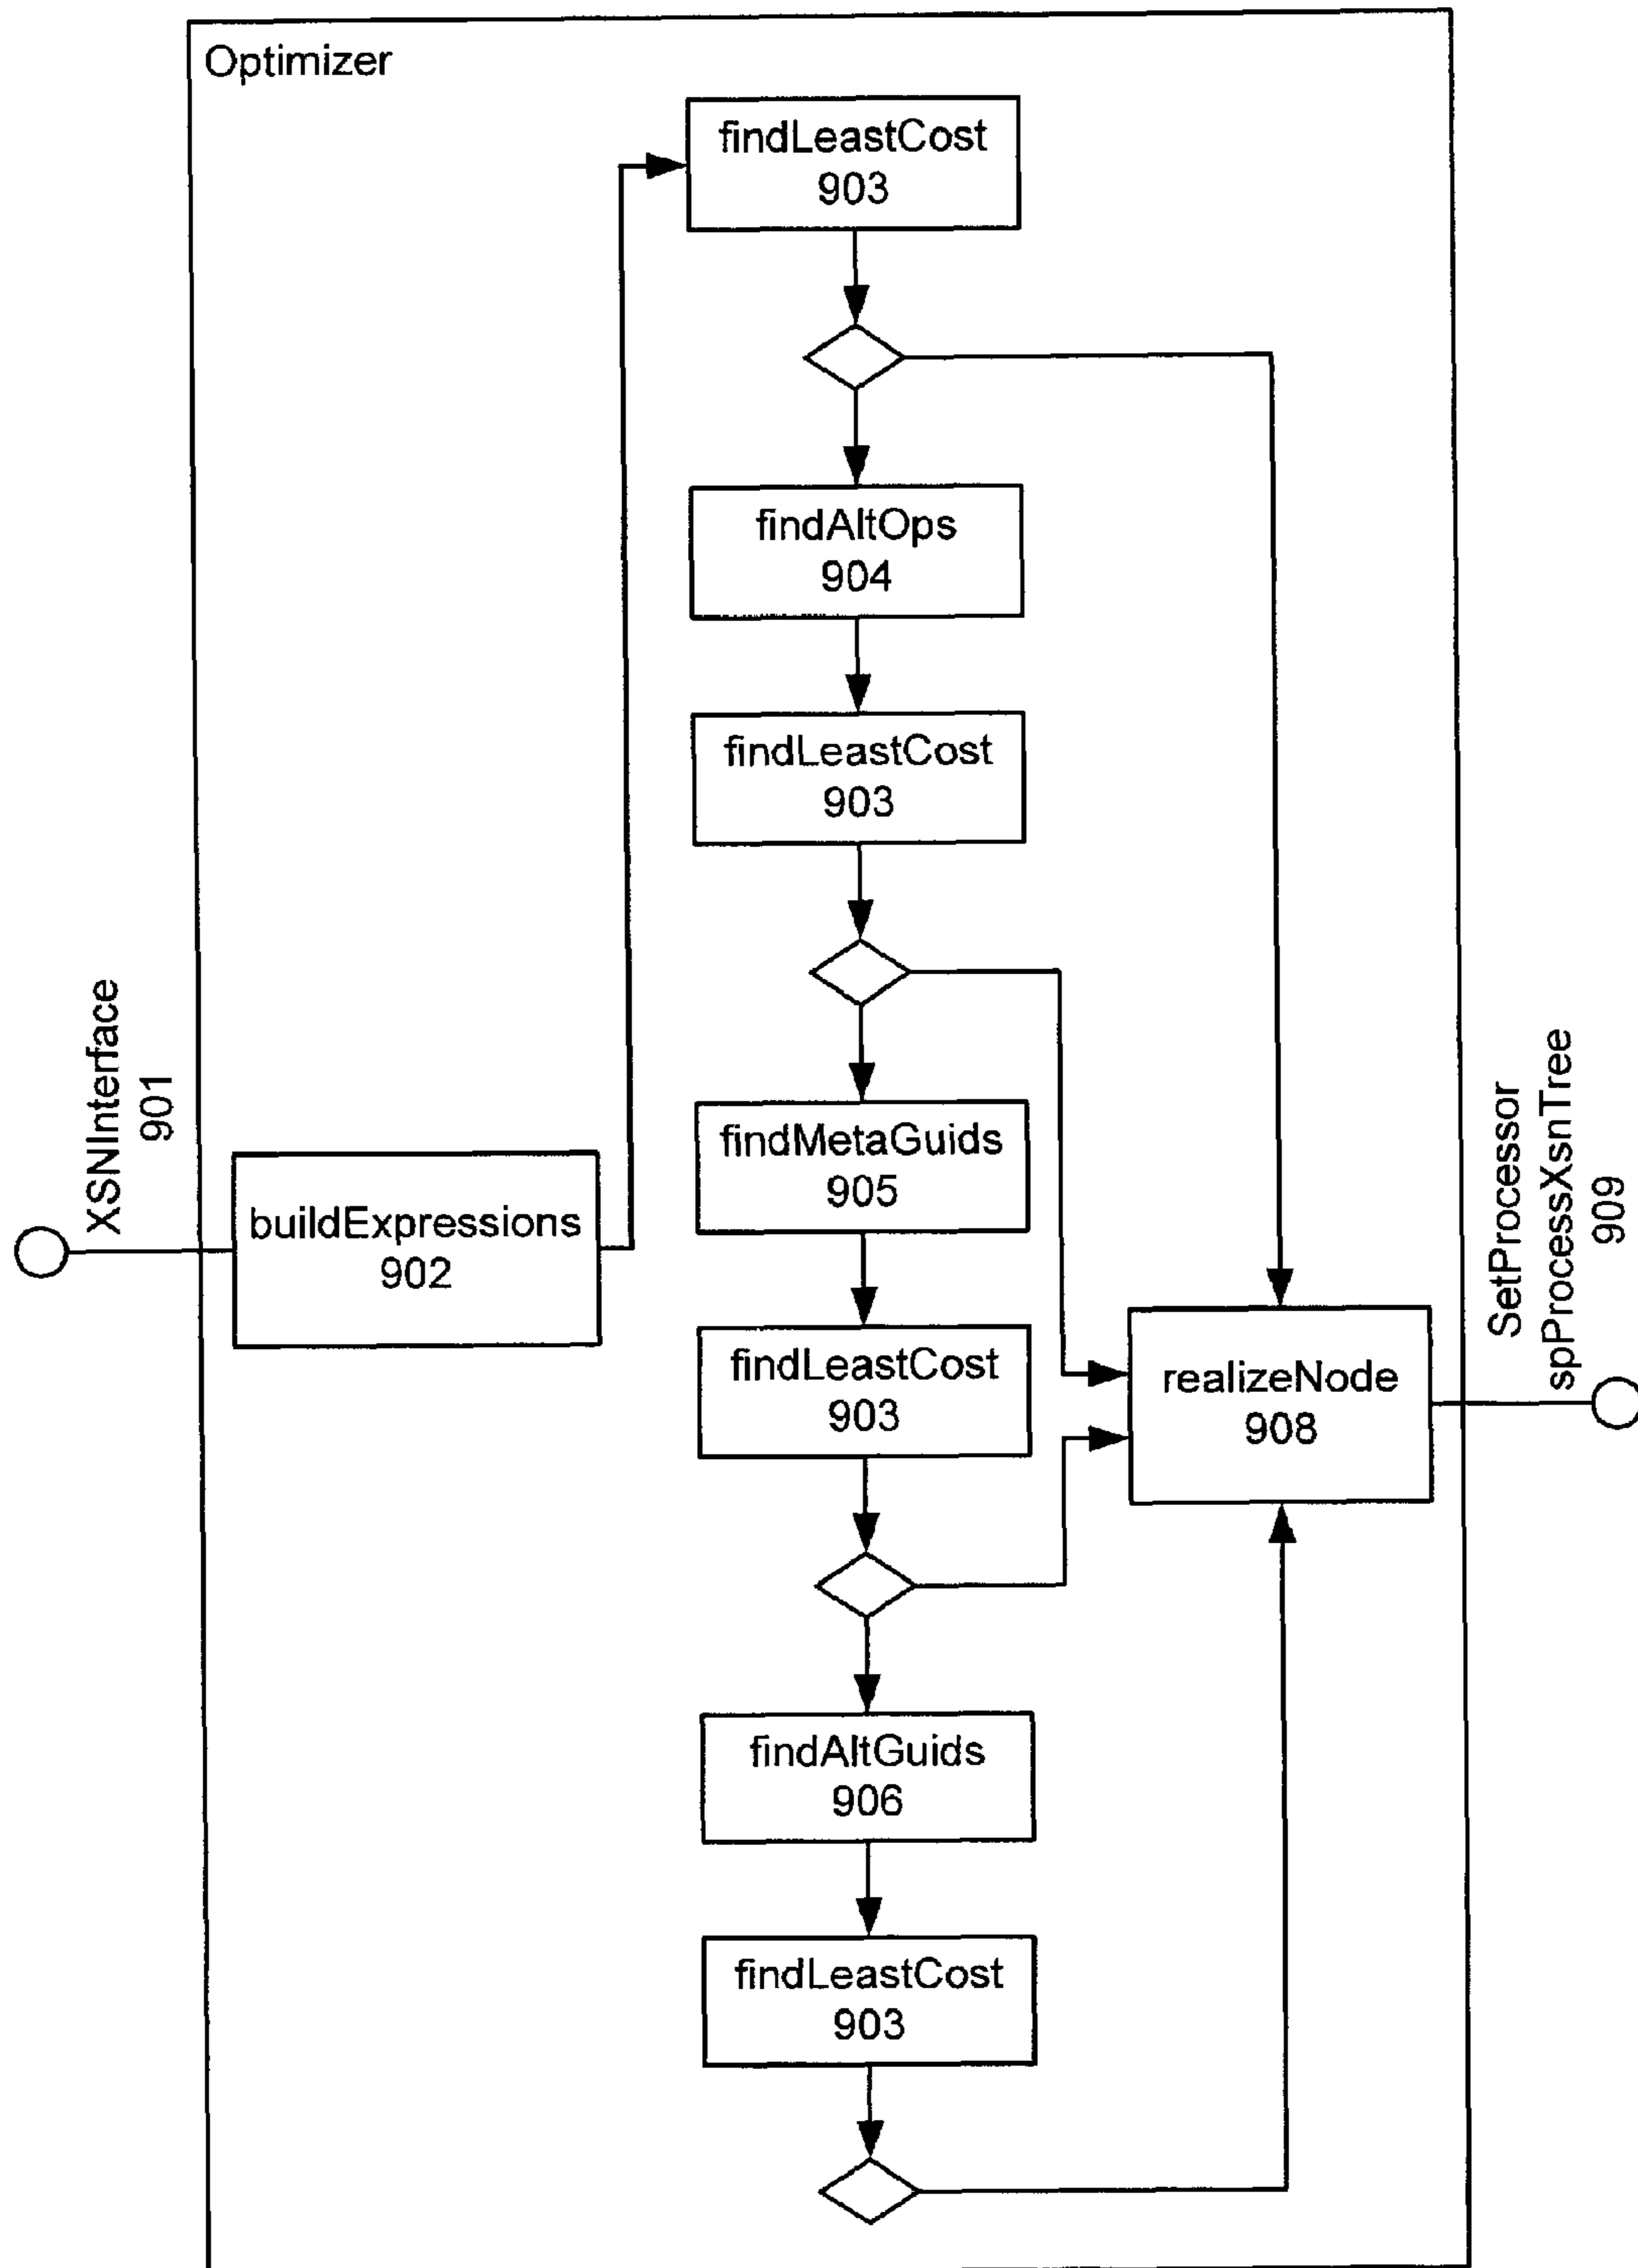 Optimizer
findLeastCost
903
findAltOps
904
findLeastCost
903
XSNInterface
901
buildExpressions
902
findMetaGuids
905
findLeastCost
903
realizeNode
908
SetProcessor
spProcessXsnTree
909
findAltGuids
906
findLeastCost
903